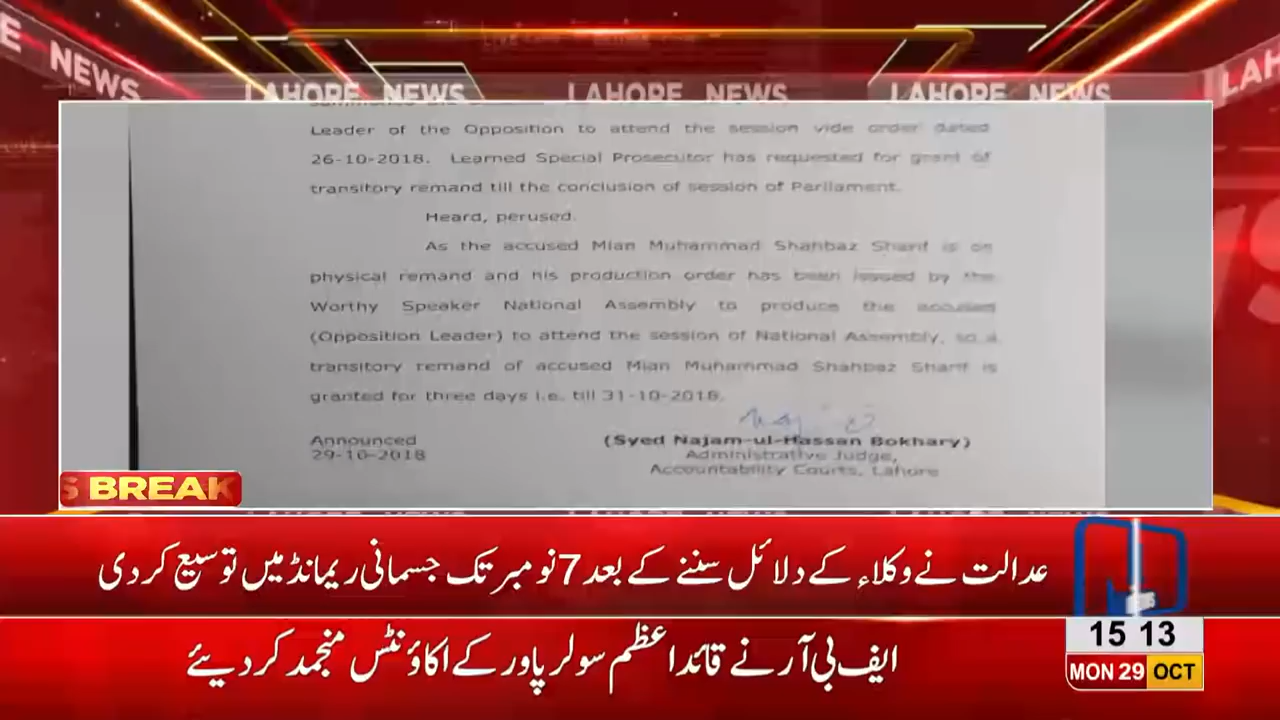 NEWS
LAHORE NEWS LAHORE NEWS LAHORE NEWS
Leader of the Opposition to attend the session vide order dated
26-10-2018. Learned Special Prosecutor has requested for grant of
transitory remand till the conclusion of session of Parliament.
Heard, perused.
As the accused Mian Muhammad Shahbaz Sharif is on
physical remand and his production order has been issued by the
Worthy Speaker National Assembly to produce the accused
(Opposition Leader) to attend the session of National Assembly, so a
transitory remand of accused Mian Muhammad Shahbaz Sharif is
granted for three days i.e. till 31-10-2018.
Announced
29-10-2018
(Syed Najam-ul-Hassan Bokhary)
Administrative Judge,
Accountability Courts, Lahore
S BREAK
عدالت نے وکلاء کے دلائل سننے کے بعد 7 نومبر تک جسمانی ریمانڈ میں توسیع کر دی
ایف بی آر نے قائداعظم سولر پاور کے اکاؤنٹس منجمد کر دیئے
15 13
MON 29 OCT